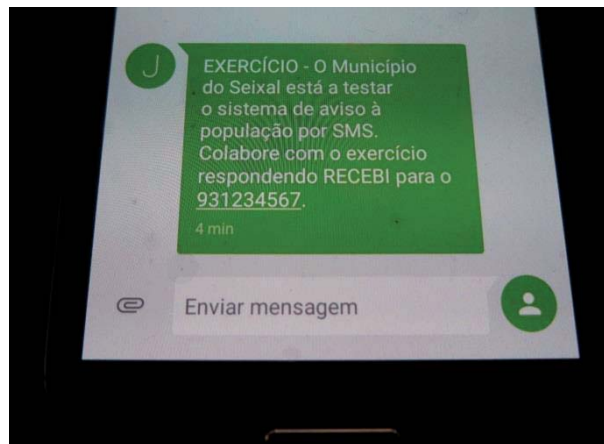 J
EXERCÍCIO - O Município
do Seixal está a testar
o sistema de aviso à
população por SMS.
Colabore com o exercício
respondendo RECEBI para o
931234567.
4 min
Enviar mensagem